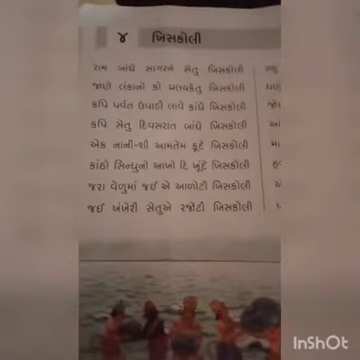 ૪ ખિસકોલી
રામ બાંધે સાગરને સેતુ ખિસકોલી
જાણે લંકાનો કો પ્રલયકેતુ ખિસકોલી
કપિ પર્વત ઉપાડી લાવે કાંધે ખિસકોલી
કપિ સેતુ દિવસરાત બાંધે ખિસકોલી
એક નાની-શી આમતેમ કૂદે ખિસકોલી
કાંઠો સિન્ધુનો આખો દિ ખૂંદે ખિસકોલી
જરા વેળુમાં જઈ એ આળોટી ખિસકોલી
જઈ ખંખેરી સેતુએ રજોટી ખિસકોલી
InShOt